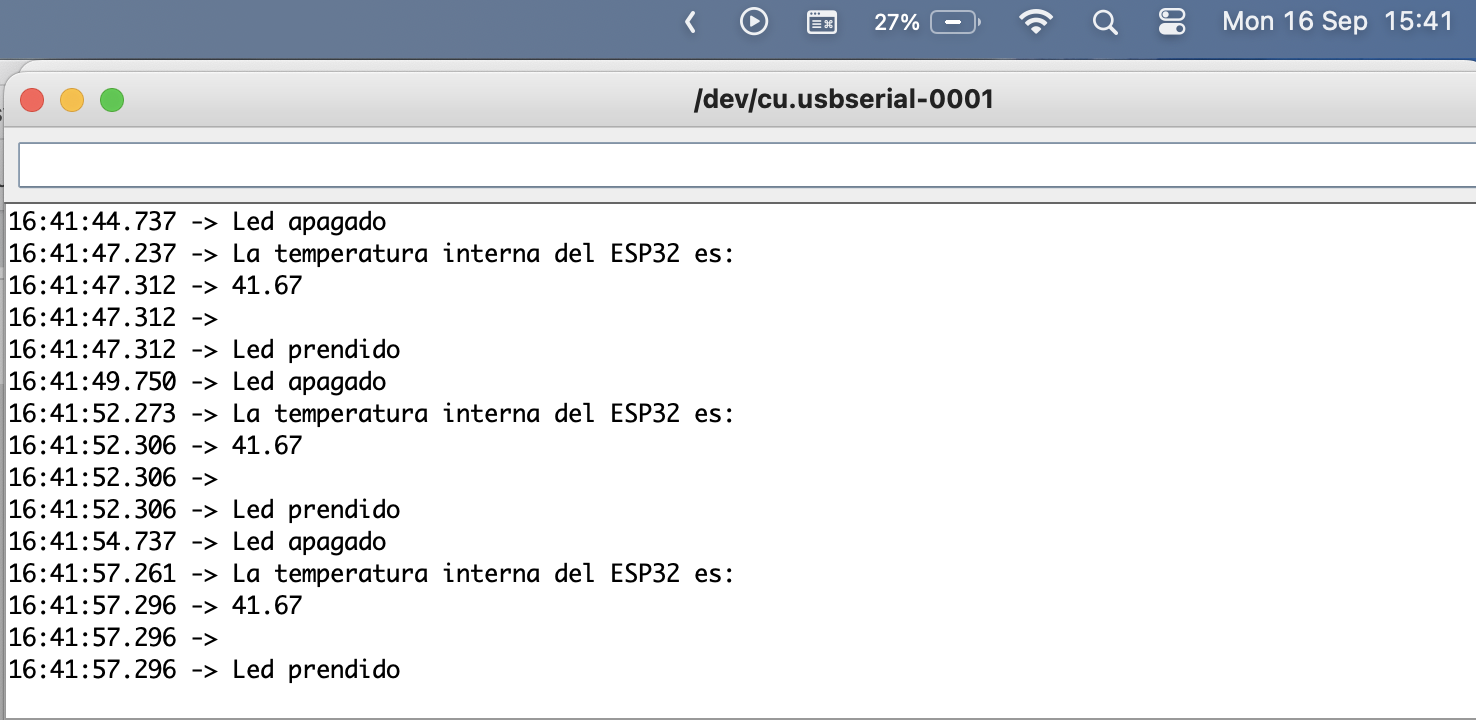 27%
Mon 16 Sep 15:41
/dev/cu.usbserial-0001
16:41:44.737 -> Led apagado
16:41:47.237 -> La temperatura interna del ESP32 es:
16:41:47.312 -> 41.67
16:41:47.312 ->
16:41:47.312 -> Led prendido
16:41:49.750 -> Led apagado
16:41:52.273 -> La temperatura interna del ESP32 es:
16:41:52.306 -> 41.67
16:41:52.306 ->
16:41:52.306 -> Led prendido
16:41:54.737 -> Led apagado
16:41:57.261 -> La temperatura interna del ESP32 es:
16:41:57.296 -> 41.67
16:41:57.296 ->
16:41:57.296 -> Led prendido